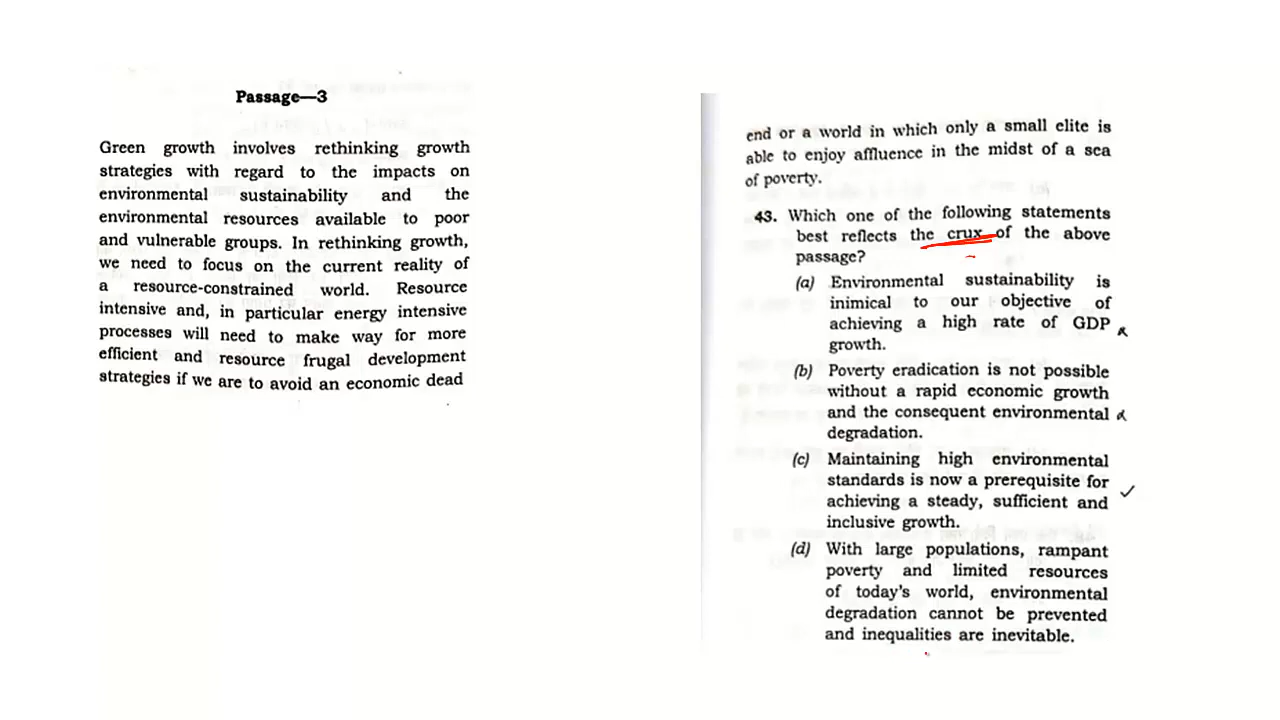 Passage—3
Green growth involves rethinking growth
strategies with regard to the impacts on
environmental sustainability and the
environmental resources available to poor
and vulnerable groups. In rethinking growth,
we need to focus on the current reality of
a resource-constrained world. Resource
intensive and, in particular energy intensive
processes will need to make way for more
efficient and resource frugal development
strategies if we are to avoid an economic dead
end or a world in which only a small elite is
able to enjoy affluence in the midst of a sea
of poverty.
43. Which one of the following statements
best reflects the crux of the above
passage?
(a) Environmental sustainability is
inimical to our objective of
achieving a high rate of GDP
growth.
(b) Poverty eradication is not possible
without a rapid economic growth
and the consequent environmental
degradation.
(c) Maintaining high environmental
standards is now a prerequisite for
achieving a steady, sufficient and
inclusive growth.
(d) With large populations, rampant
poverty and limited resources
of today's world, environmental
degradation cannot be prevented
and inequalities are inevitable.